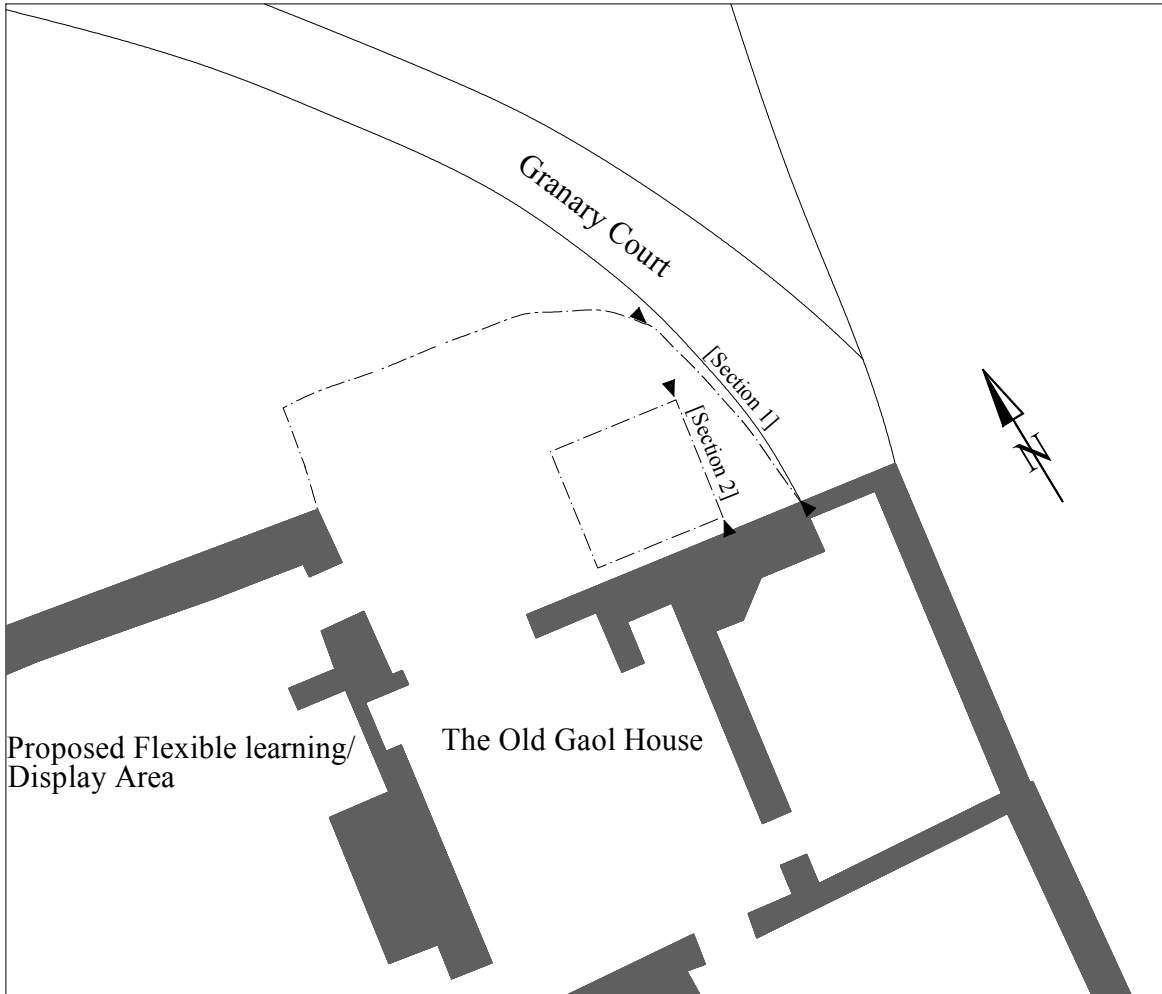 Granary Court
[Section 1]
[Section 2]
N
The Old Gaol House
Proposed Flexible learning/
Display Area